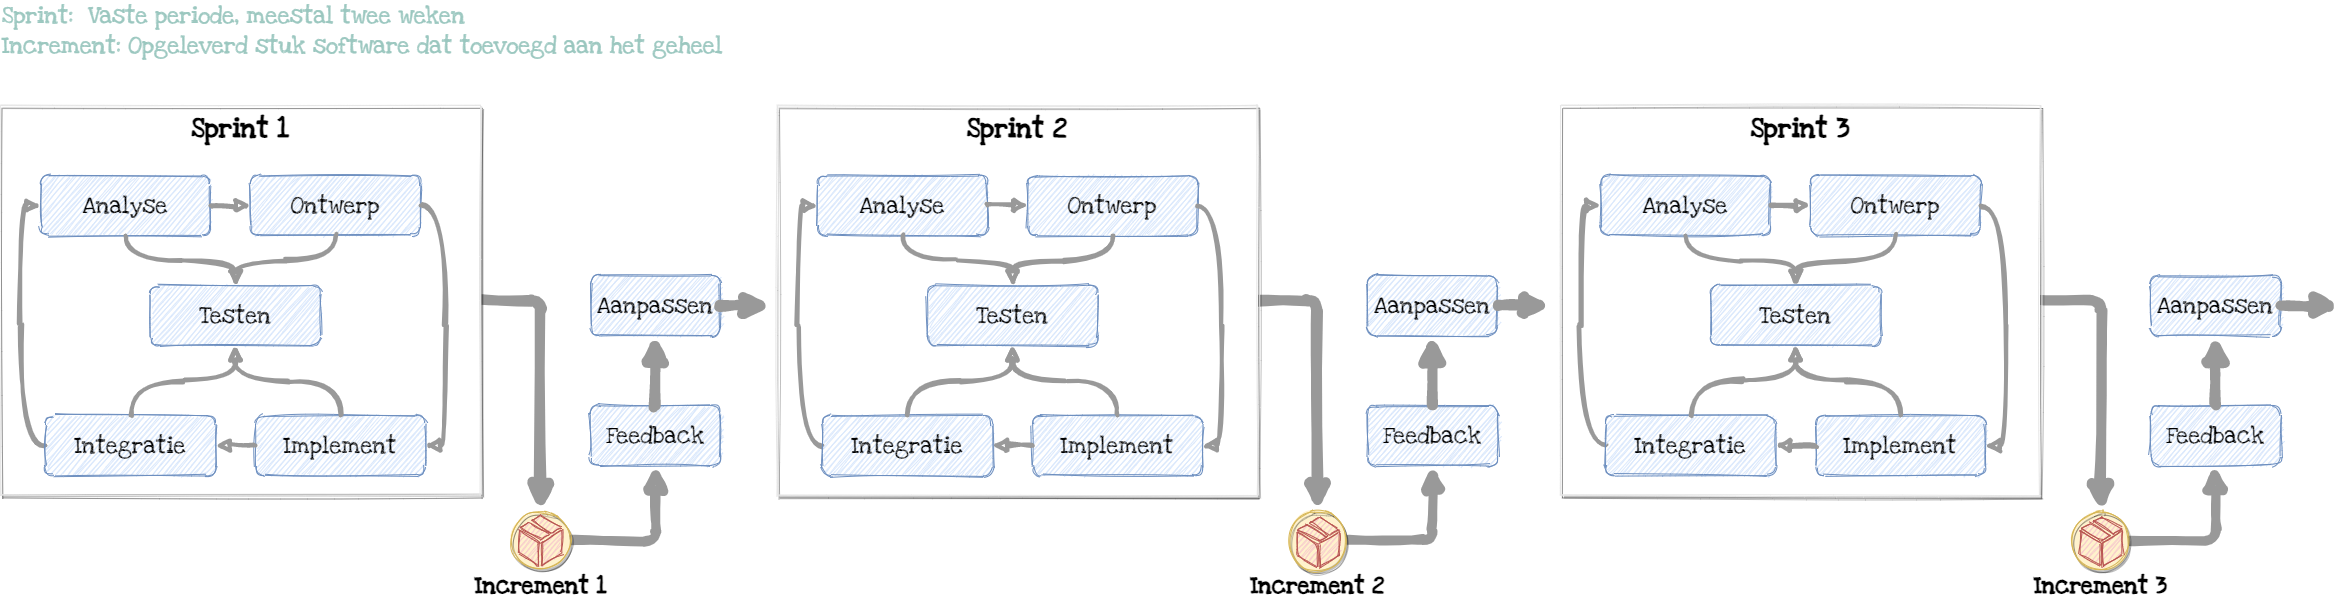 Sprint: Vaste periode, meestal twee weken
Increment: Opgeleverd stuk software dat toevoegd aan het geheel
Sprint 1
Analyse
Ontwerp
Testen
Integratie
Implement
Increment 1
Feedback
Aanpassen
Sprint 2
Analyse
Ontwerp
Testen
Integratie
Implement
Increment 2
Feedback
Aanpassen
Sprint 3
Analyse
Ontwerp
Testen
Integratie
Implement
Increment 3
Feedback
Aanpassen